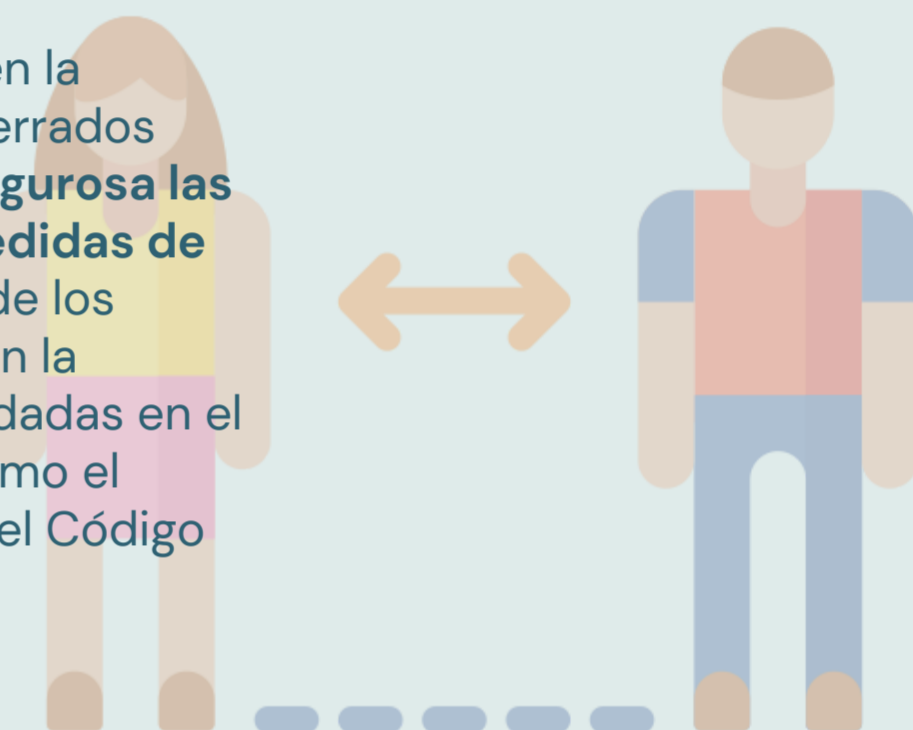 en la
errados
gurosa las
edidas de
de los
n la
dadas en el
mo el
el Código